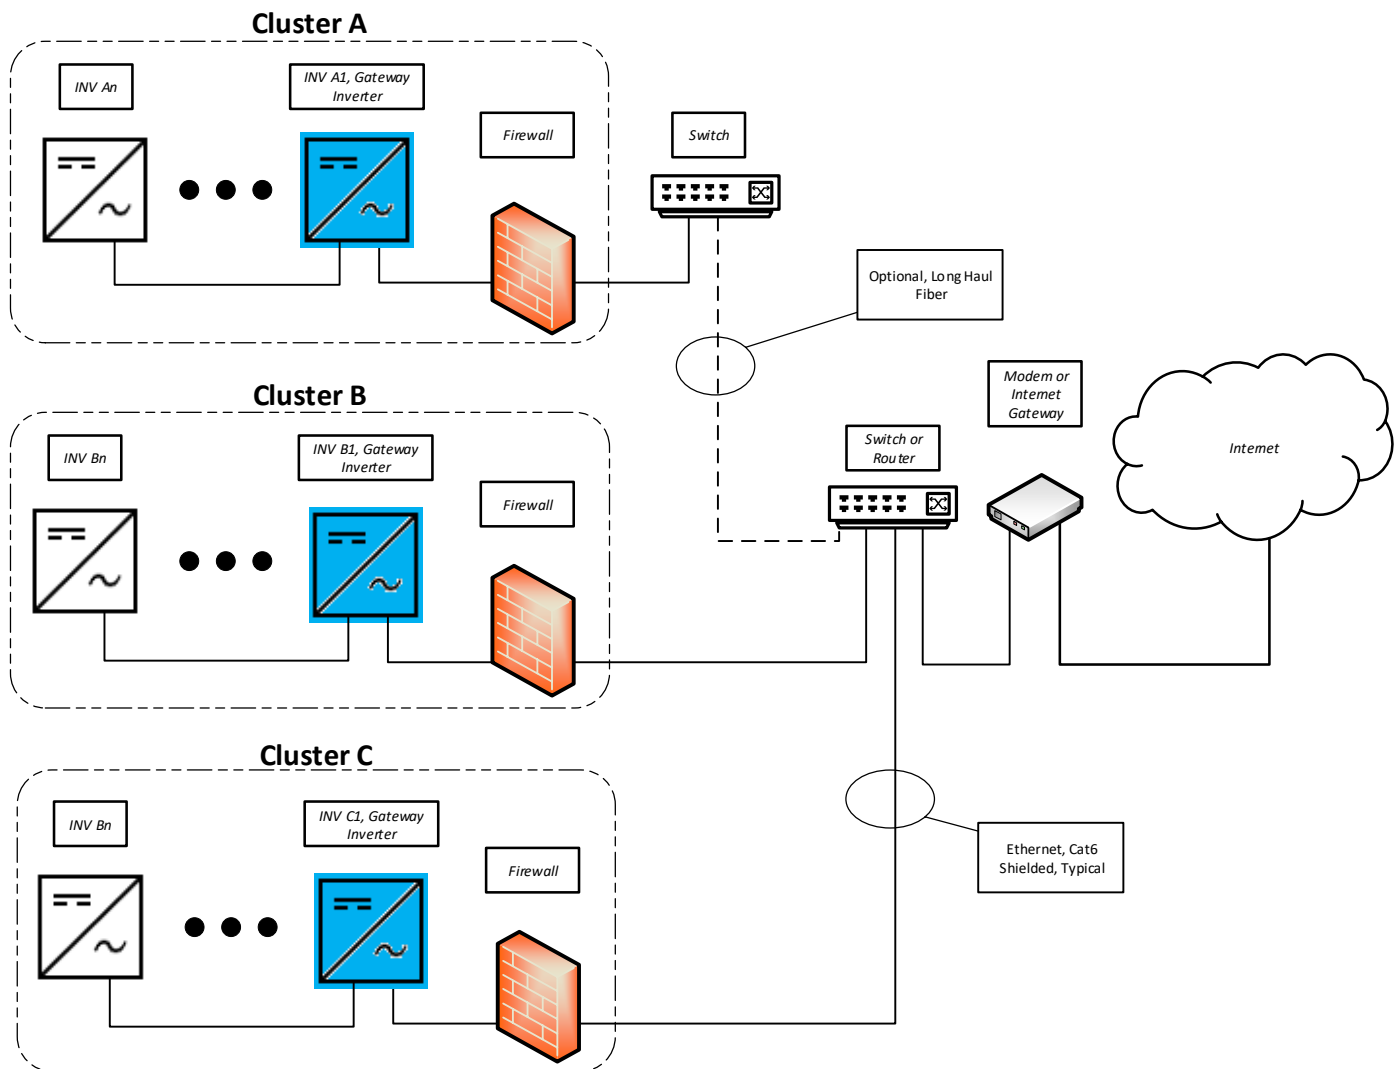 Cluster A
INV An
INV A1, Gateway
Inverter
Firewall
Switch
Optional, Long Haul
Fiber
Cluster B
INV Bn
INV B1, Gateway
Inverter
Firewall
Switch or
Router
Modem or
Internet
Gateway
Internet
Cluster C
INV Bn
INV C1, Gateway
Inverter
Firewall
Ethernet, Cat6
Shielded, Typical